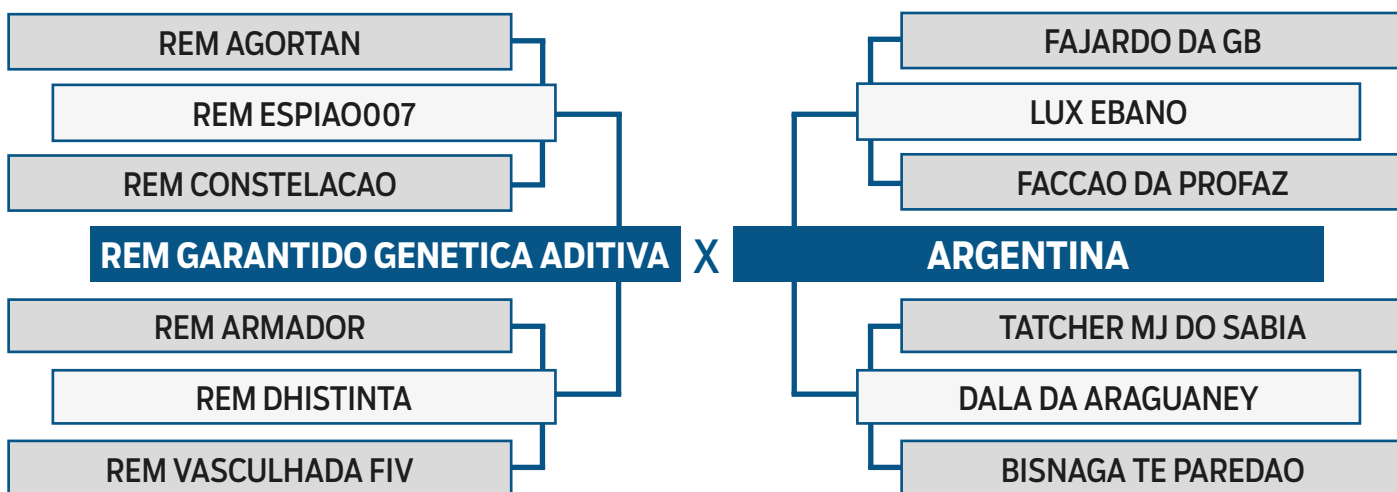 REM AGORTAN
REM ESPIAO007
REM CONSTELACAO
REM GARANTIDO GENETICA ADITIVA X ARGENTINA
REM ARMADOR
REM DHISTINTA
REM VASCULHADA FIV
FAJARDO DA GB
LUX EBANO
FACCAO DA PROFAZ
TATCHER MJ DO SABIA
DALA DA ARAGUANEY
BISNAGA TE PAREDAO